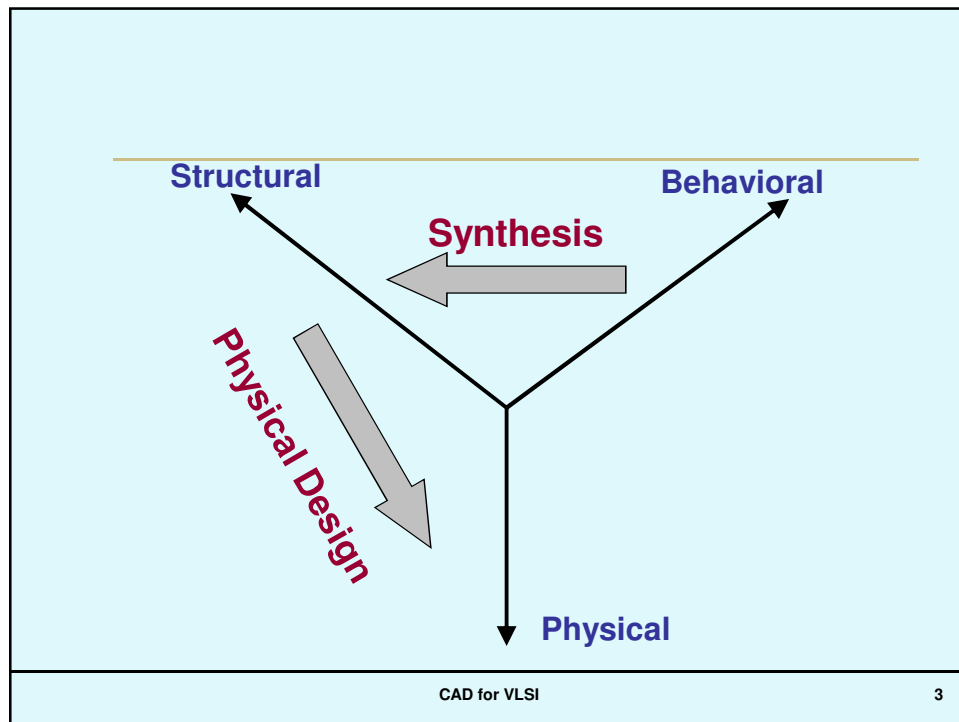 Structural
Behavioral
Synthesis
Physical Design
Physical
CAD for VLSI
3